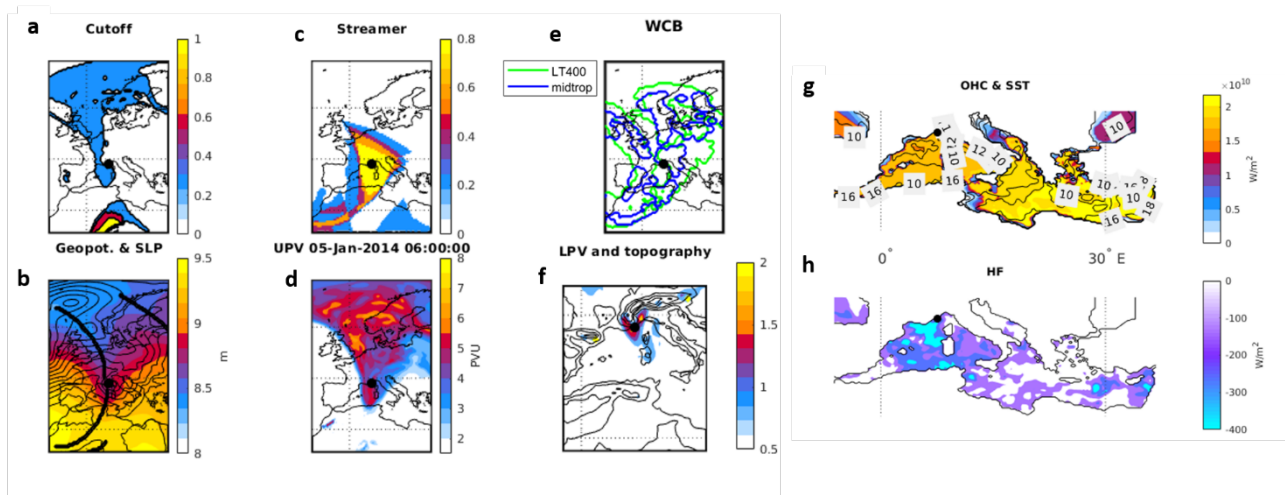 a
Cutoff
1
0.8
0.6
0.4
0.2
0
c
Streamer
0.8
0.6
0.4
0.2
0
e
WCB
LT400
midtrop
b
Geopot. & SLP
9.5
9
8.5
8
m
d
UPV 05-Jan-2014 06:00:00
8
7
6
5
4
3
2
PVU
f
LPV and topography
2
1.5
1
0.5
g
OHC & SST
×10¹⁰
2
1.5
1
0.5
0
W/m²
10
12
10
12
10
10
16
16
10
16
10
10
10
16
18
0°
30° E
h
HF
0
-100
-200
-300
-400
W/m²